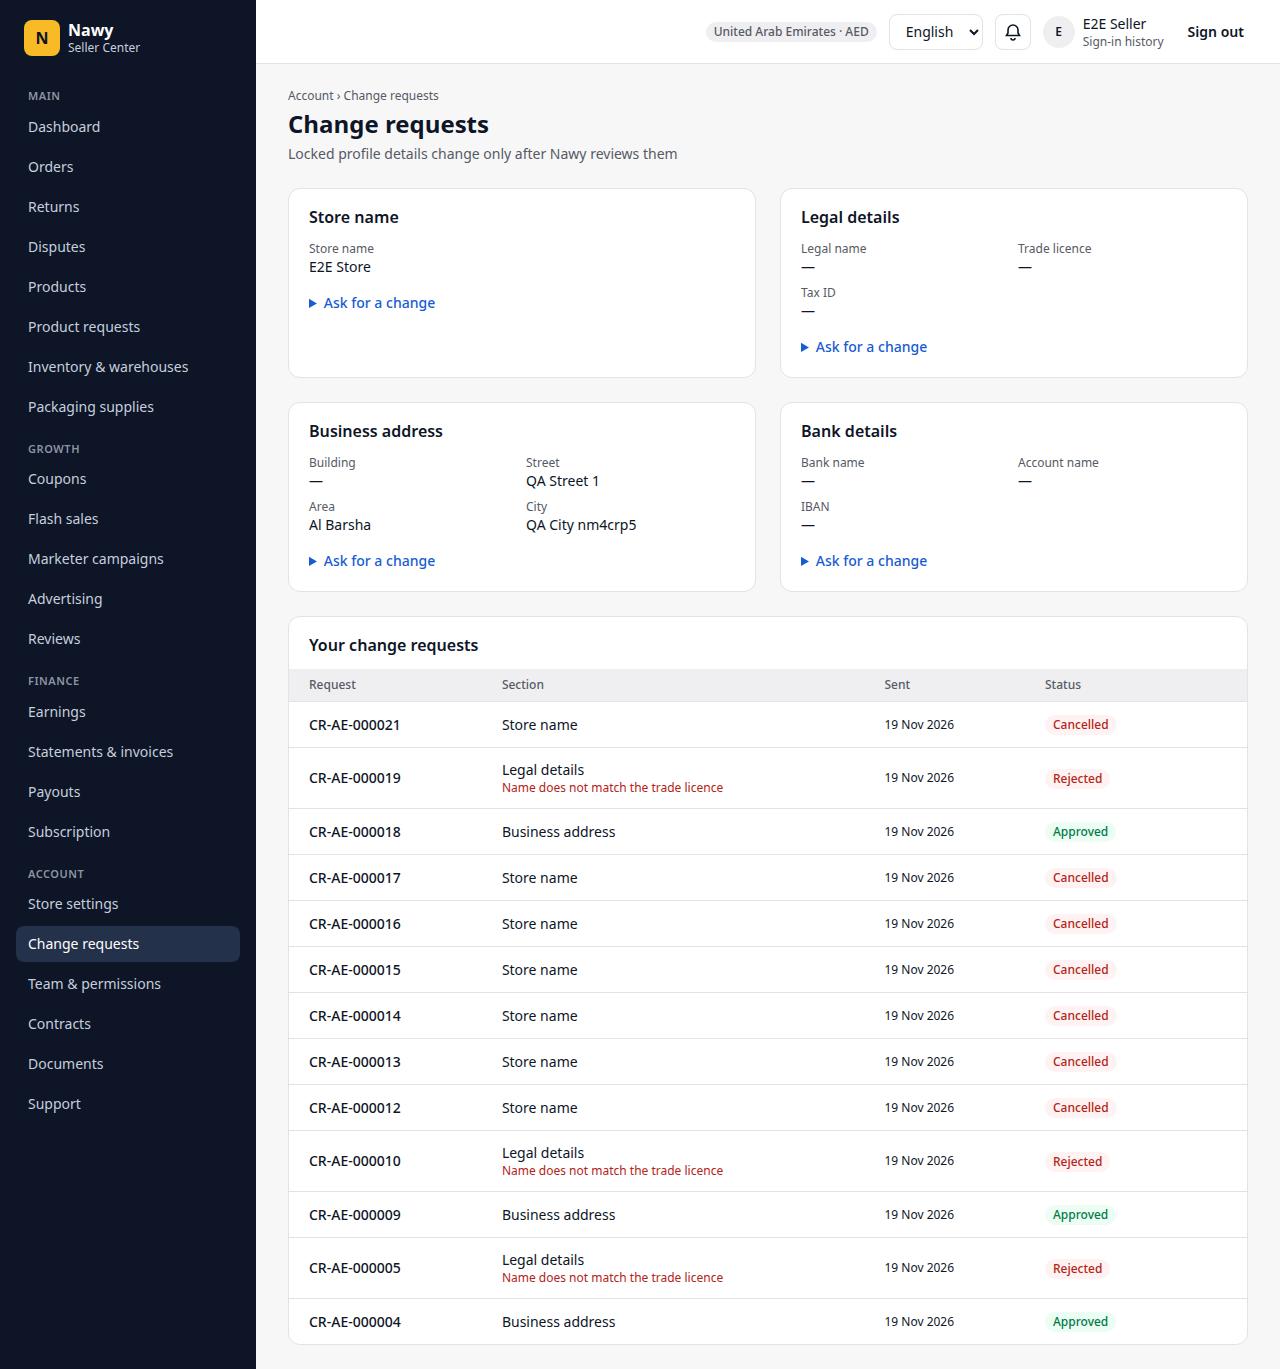 N
Nawy
Seller Center
MAIN
Dashboard
Orders
Returns
Disputes
Products
Product requests
Inventory & warehouses
Packaging supplies
GROWTH
Coupons
Flash sales
Marketer campaigns
Advertising
Reviews
FINANCE
Earnings
Statements & invoices
Payouts
Subscription
ACCOUNT
Store settings
Change requests
Team & permissions
Contracts
Documents
Support
United Arab Emirates · AED
English
E
E2E Seller
Sign-in history
Sign out
Account › Change requests
Change requests
Locked profile details change only after Nawy reviews them
Store name
Store name
E2E Store
▶ Ask for a change
Legal details
Legal name Trade licence
— —
Tax ID
—
▶ Ask for a change
Business address
Building Street
— QA Street 1
Area City
Al Barsha QA City nm4crp5
▶ Ask for a change
Bank details
Bank name Account name
— —
IBAN
—
▶ Ask for a change
Your change requests
Request Section Sent Status
CR-AE-000021 Store name 19 Nov 2026 Cancelled
CR-AE-000019 Legal details 19 Nov 2026 Rejected
Name does not match the trade licence
CR-AE-000018 Business address 19 Nov 2026 Approved
CR-AE-000017 Store name 19 Nov 2026 Cancelled
CR-AE-000016 Store name 19 Nov 2026 Cancelled
CR-AE-000015 Store name 19 Nov 2026 Cancelled
CR-AE-000014 Store name 19 Nov 2026 Cancelled
CR-AE-000013 Store name 19 Nov 2026 Cancelled
CR-AE-000012 Store name 19 Nov 2026 Cancelled
CR-AE-000010 Legal details 19 Nov 2026 Rejected
Name does not match the trade licence
CR-AE-000009 Business address 19 Nov 2026 Approved
CR-AE-000005 Legal details 19 Nov 2026 Rejected
Name does not match the trade licence
CR-AE-000004 Business address 19 Nov 2026 Approved